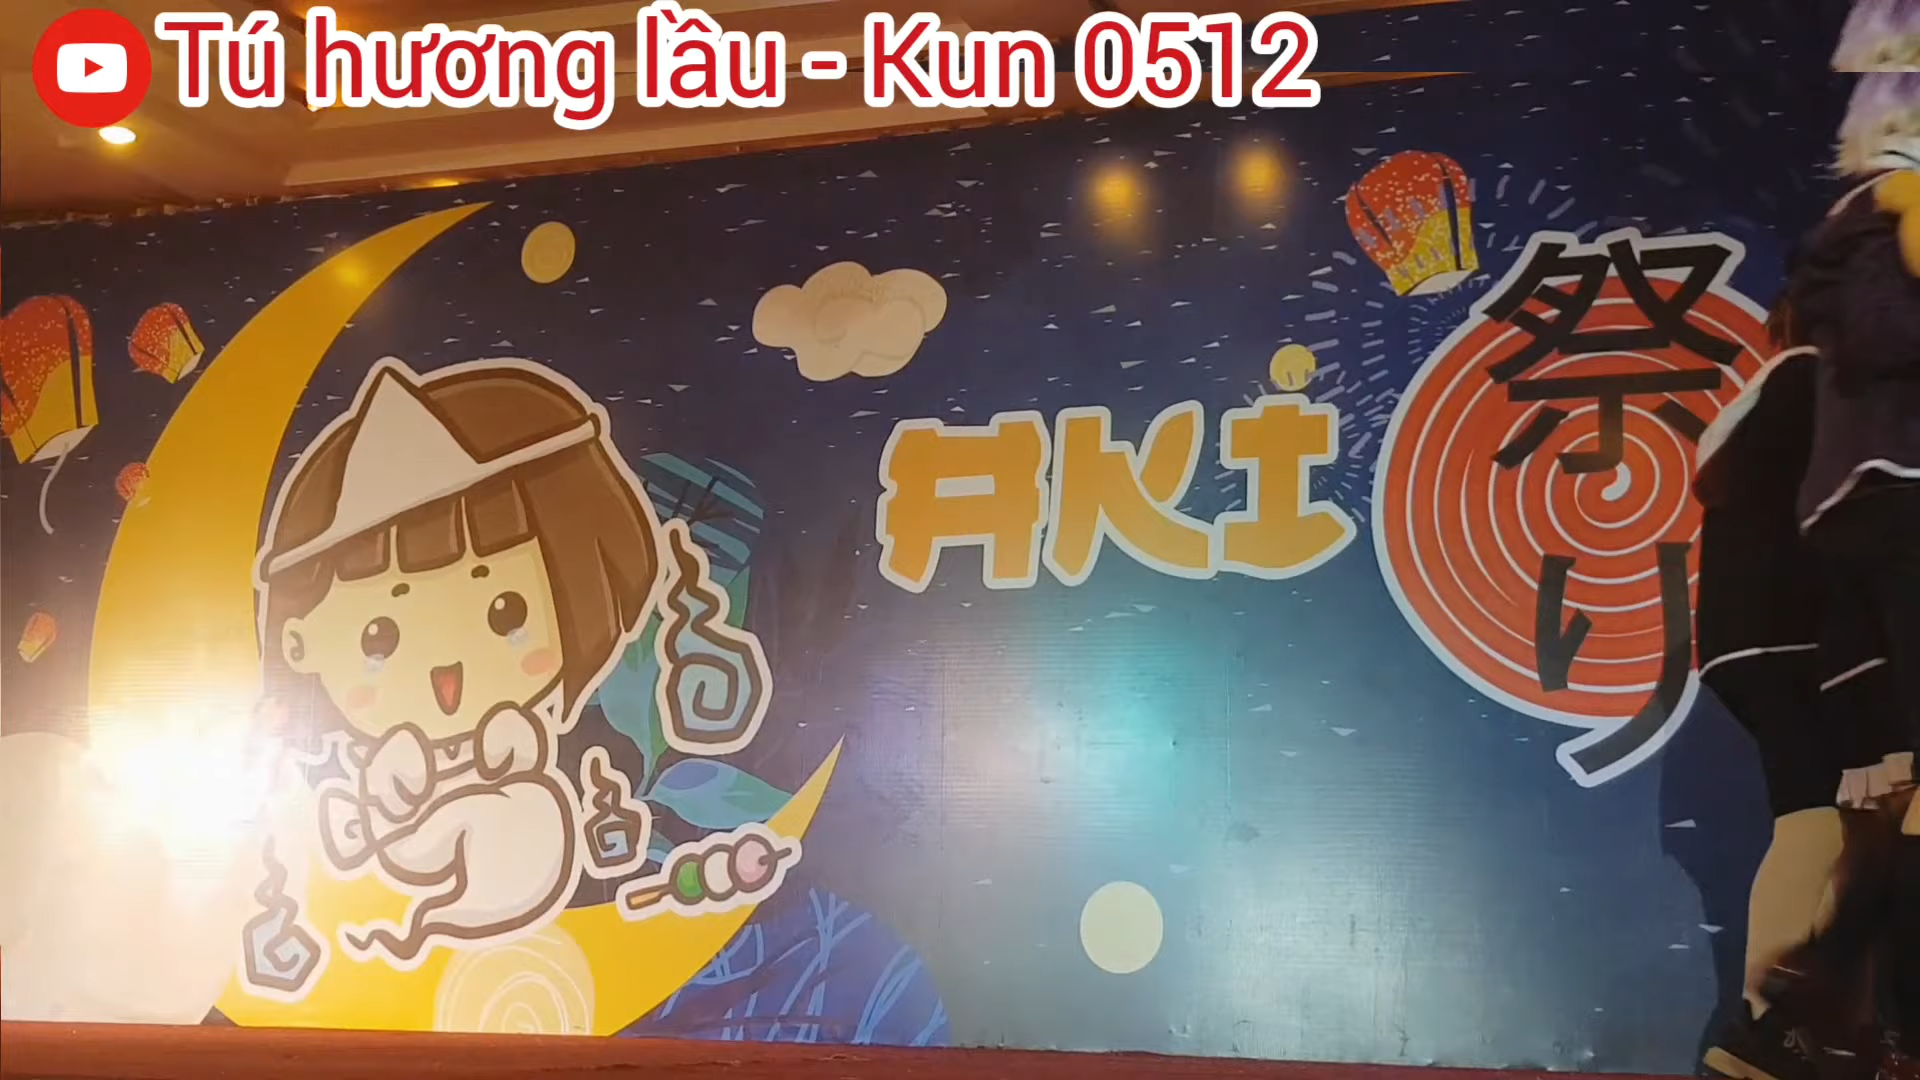 Tú hương lầu - Kun 0512
AKI
祭り